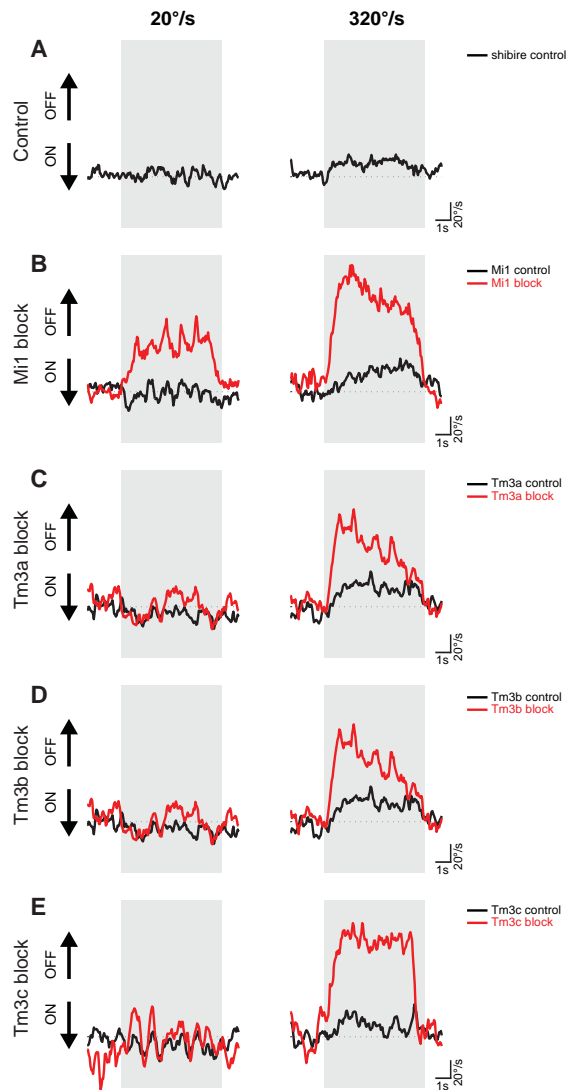 20°/s 320°/s
A
shibire control
Control
ON OFF
1s 20°/s
B
Mi1 control
Mi1 block
Mi1 block
ON OFF
1s 20°/s
C
Tm3a control
Tm3a block
Tm3a block
ON OFF
1s 20°/s
D
Tm3b control
Tm3b block
Tm3b block
ON OFF
1s 20°/s
E
Tm3c control
Tm3c block
Tm3c block
ON OFF
1s 20°/s